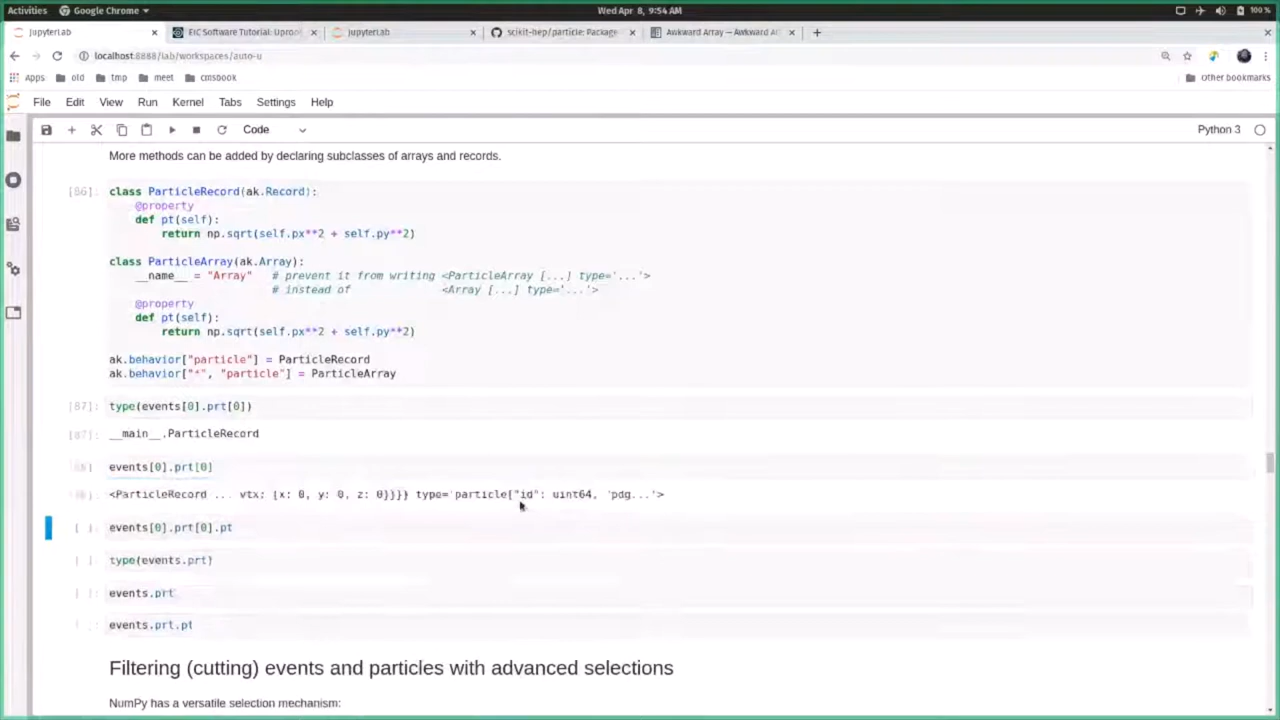 Activities Google Chrome Wed Apr 8, 9:54 AM 100 %
JupyterLab EIC Software Tutorial: Uproo JupyterLab scikit-hep/particle: Package Awkward Array — Awkward Ar
localhost:8888/lab/workspaces/auto-u
Apps old tmp meet cmsbook Other bookmarks
File Edit View Run Kernel Tabs Settings Help
Code Python 3
More methods can be added by declaring subclasses of arrays and records.
[86]: class ParticleRecord(ak.Record):
@property
def pt(self):
return np.sqrt(self.px**2 + self.py**2)
class ParticleArray(ak.Array):
__name__ = "Array" # prevent it from writing <ParticleArray [...] type='...'>
# instead of <Array [...] type='...'>
@property
def pt(self):
return np.sqrt(self.px**2 + self.py**2)
ak.behavior["particle"] = ParticleRecord
ak.behavior["*", "particle"] = ParticleArray
[87]: type(events[0].prt[0])
[87]: __main__.ParticleRecord
events[0].prt[0]
<ParticleRecord ... vtx: {x: 0, y: 0, z: 0}}}} type='particle["id": uint64, 'pdg...'>
[ ]: events[0].prt[0].pt
[ ]: type(events.prt)
[ ]: events.prt
[ ]: events.prt.pt
Filtering (cutting) events and particles with advanced selections
NumPy has a versatile selection mechanism: